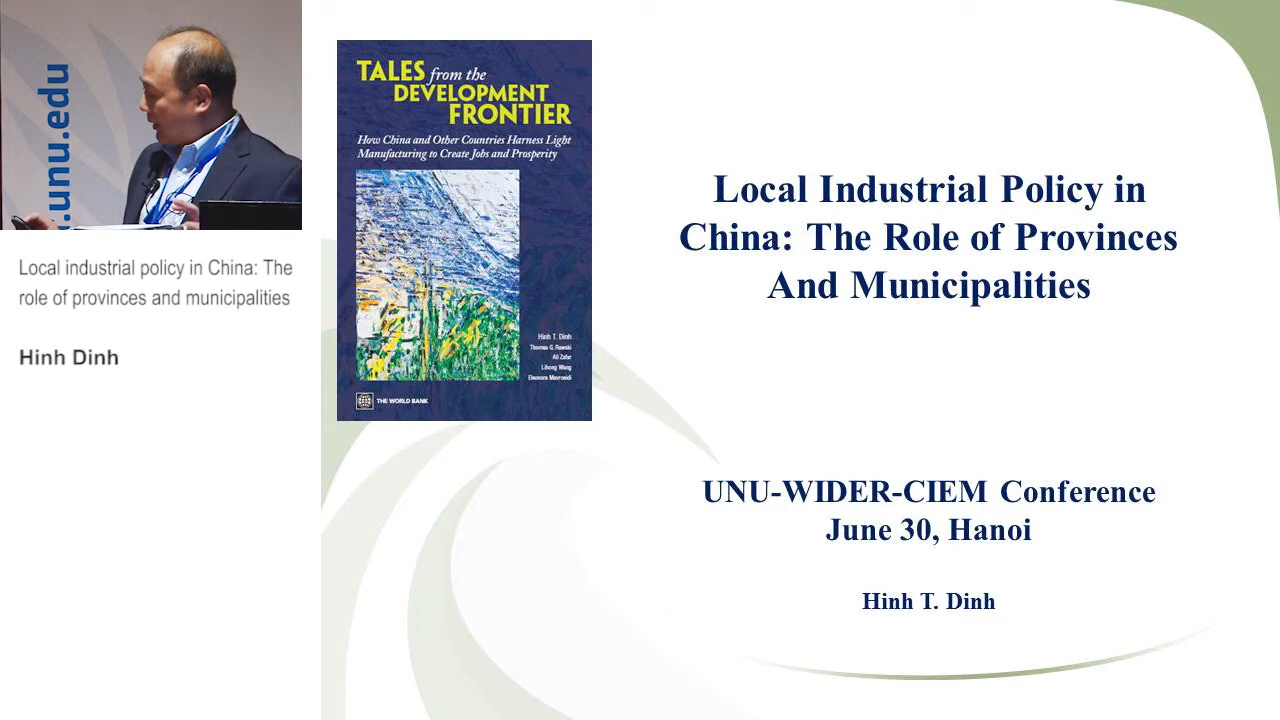 .unu.edu
Local industrial policy in China: The
role of provinces and municipalities
Hinh Dinh
TALES from the
DEVELOPMENT
FRONTIER
How China and Other Countries Harness Light
Manufacturing to Create Jobs and Prosperity
Hinh T. Dinh
Thomas G. Rawski
Ali Zafar
Lihong Wang
Eleonora Mavroeidi
THE WORLD BANK
Local Industrial Policy in
China: The Role of Provinces
And Municipalities
UNU-WIDER-CIEM Conference
June 30, Hanoi
Hinh T. Dinh